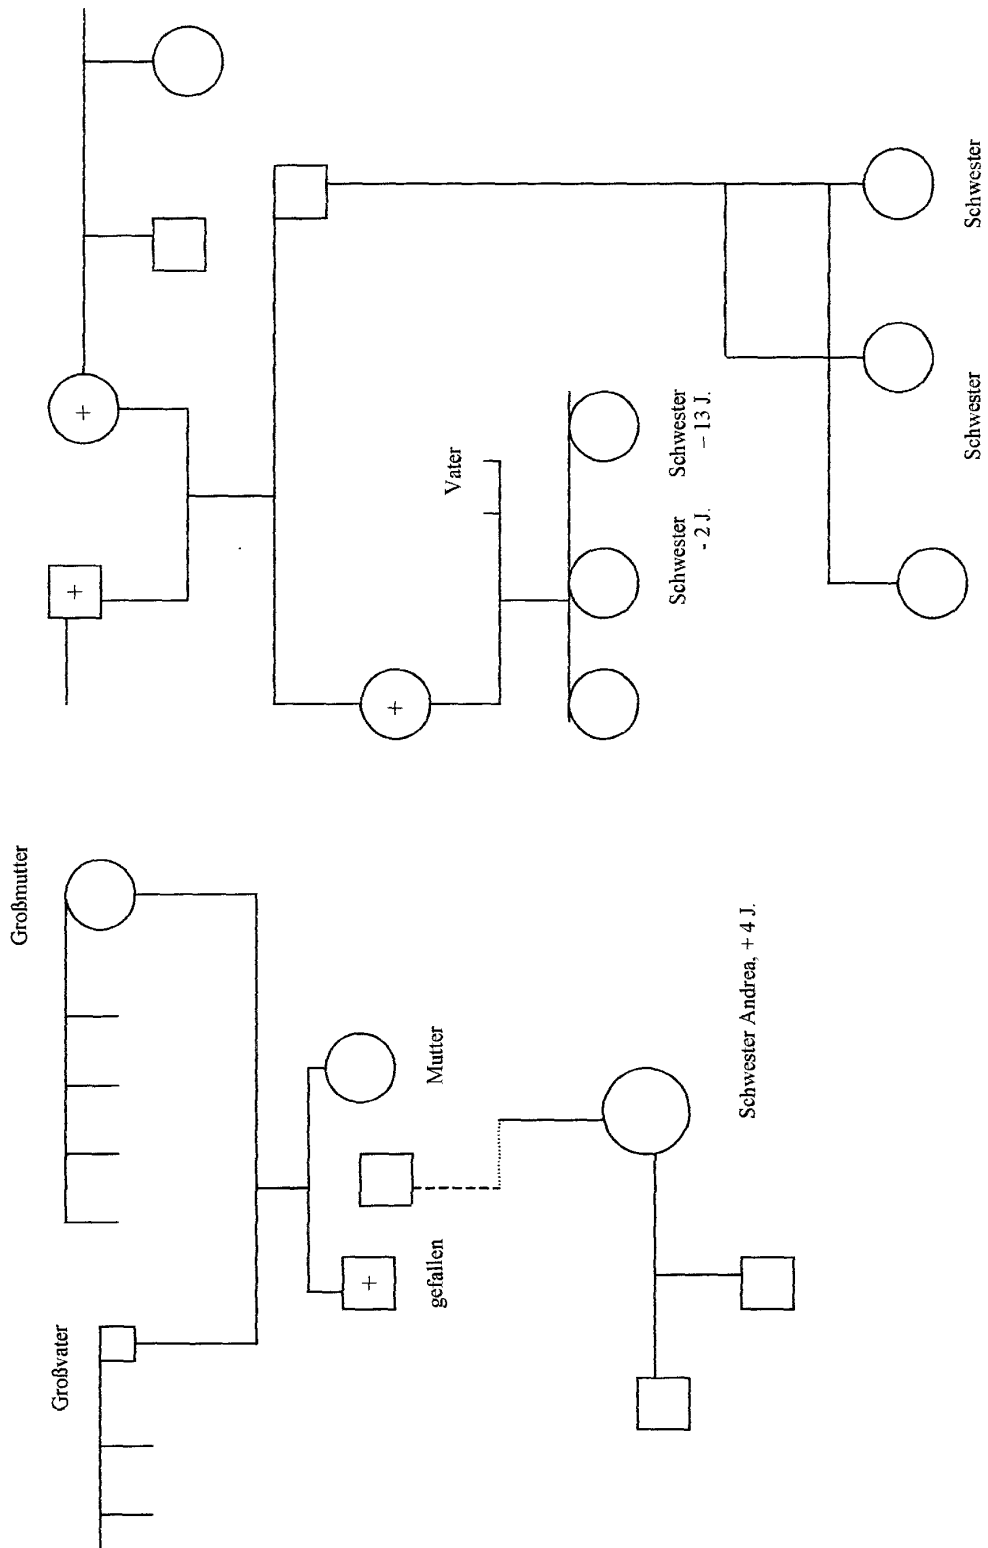 Großvater
Großmutter
+
+
+
+
gefallen
Mutter
Vater
Schwester
- 2 J.
Schwester
– 13 J.
Schwester Andrea, + 4 J.
Schwester
Schwester